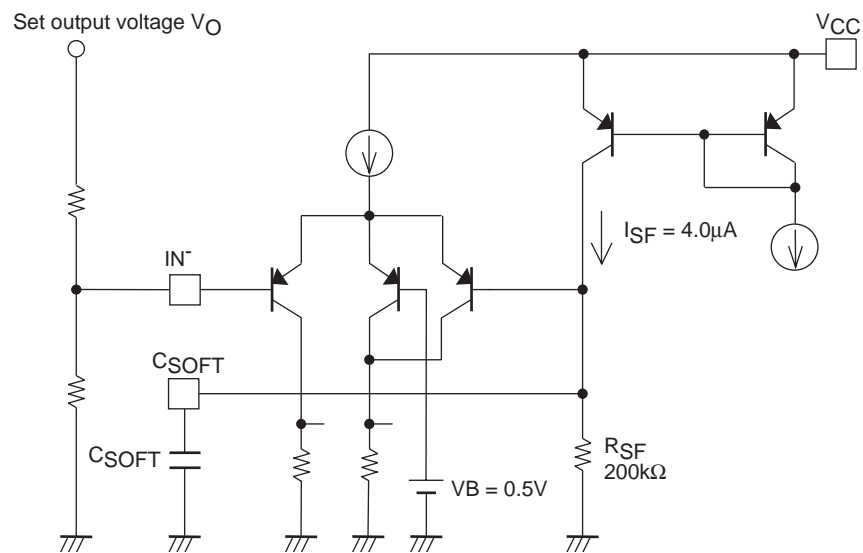 Set output voltage VO
VCC
ISF = 4.0μA
IN-
CSOFT
CSOFT
RSF
200kΩ
VB = 0.5V